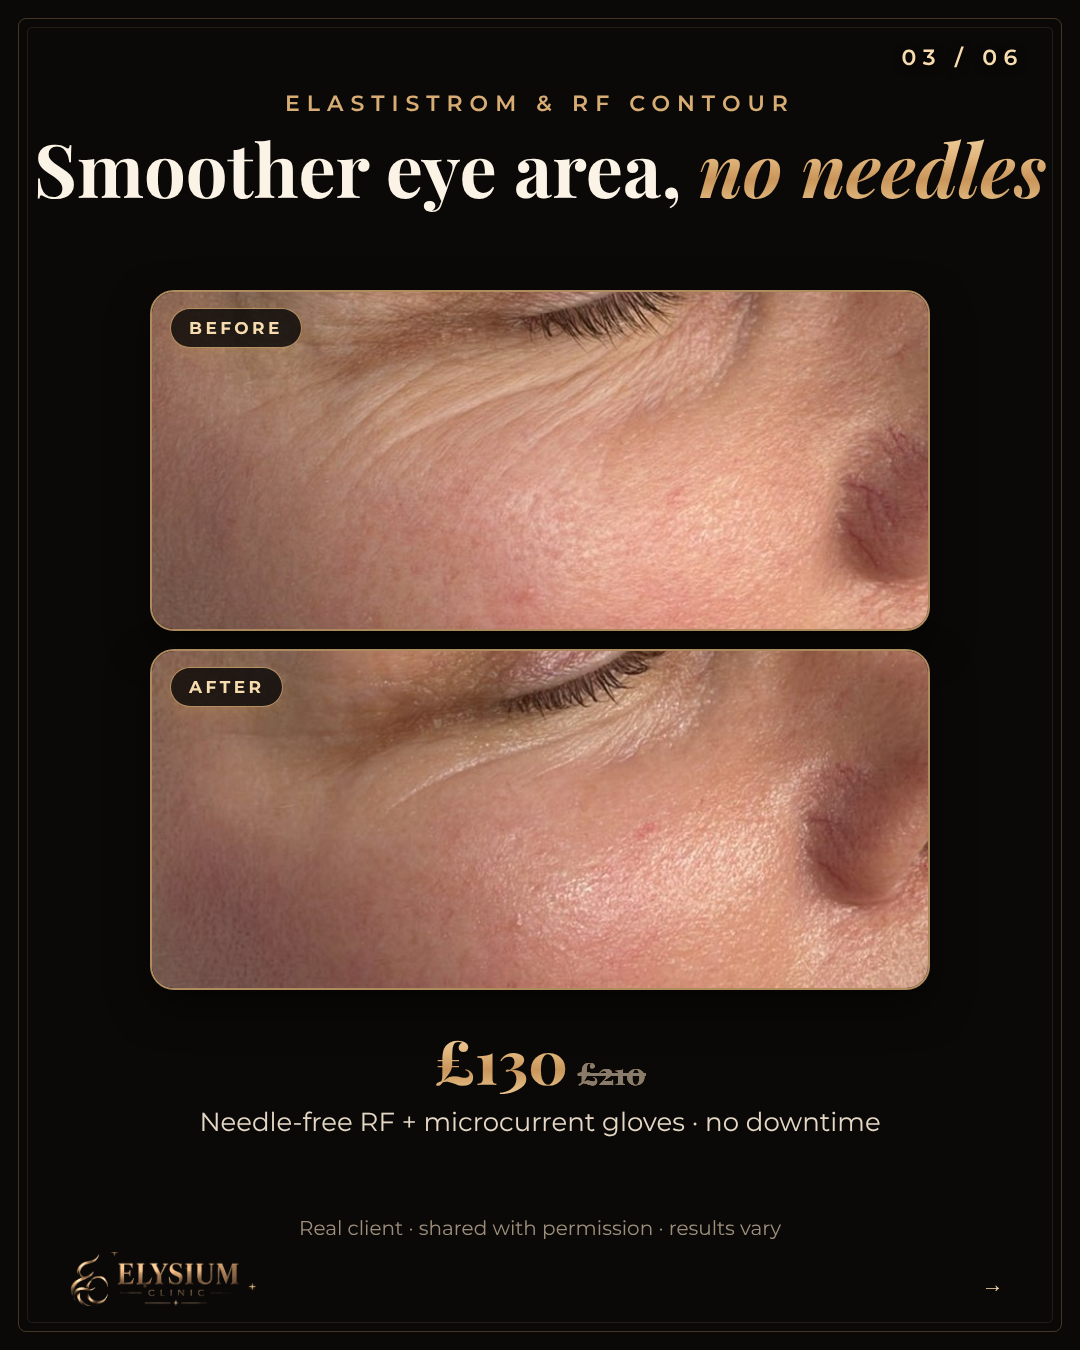 03 / 06
ELASTISTROM & RF CONTOUR
Smoother eye area, no needles
BEFORE
AFTER
£130 £210
Needle-free RF + microcurrent gloves · no downtime
Real client · shared with permission · results vary
ELYSIUM
CLINIC
→